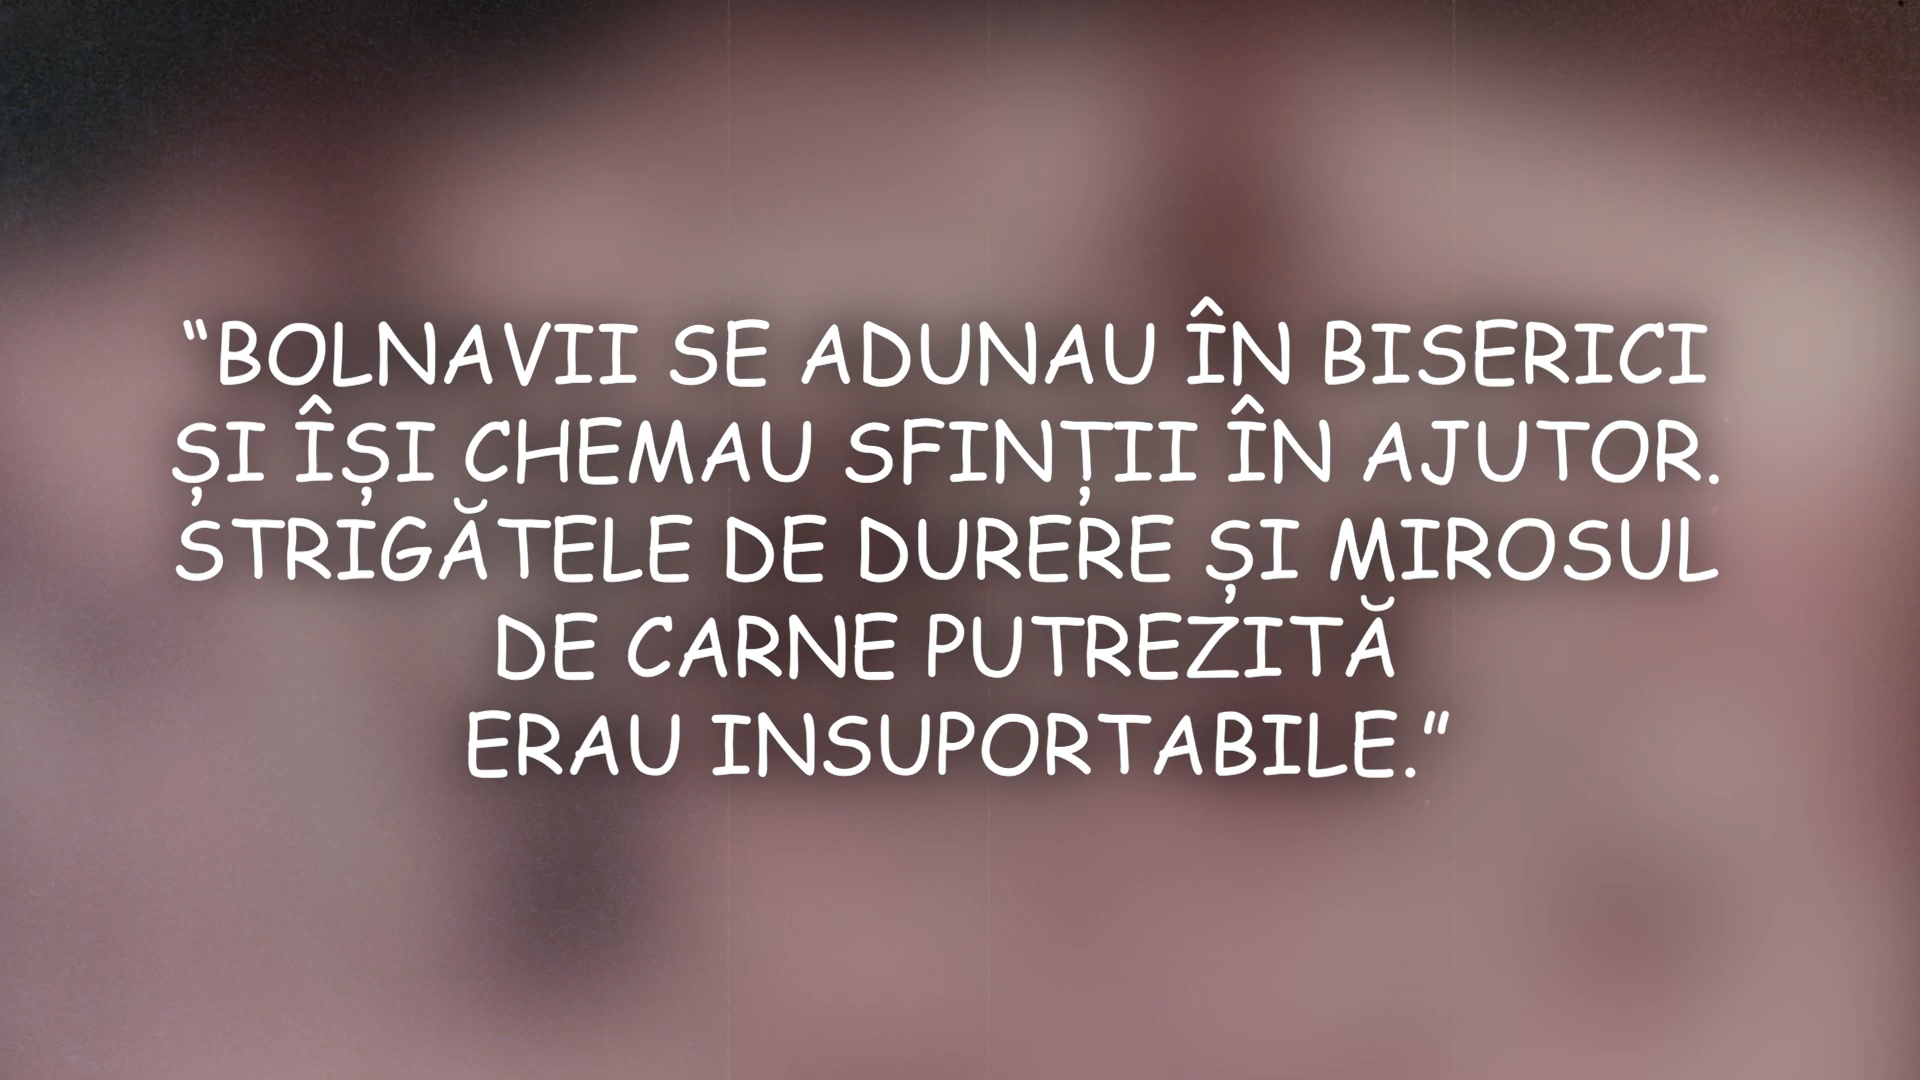 “BOLNAVII SE ADUNAU ÎN BISERICI
ȘI ÎȘI CHEMAU SFINȚII ÎN AJUTOR.
STRIGĂTELE DE DURERE ȘI MIROSUL
DE CARNE PUTREZITĂ
ERAU INSUPORTABILE.”